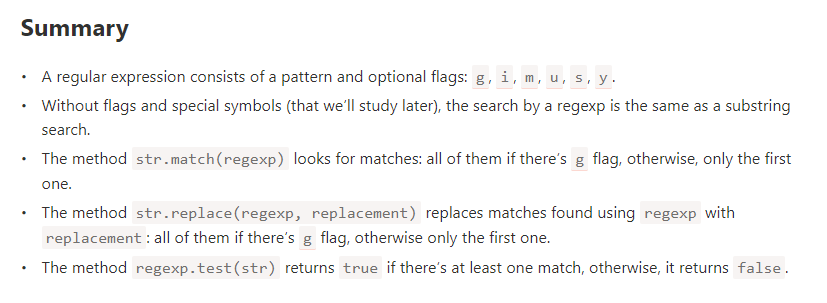 Summary
• A regular expression consists of a pattern and optional flags: g, i, m, u, s, y.
• Without flags and special symbols (that we’ll study later), the search by a regexp is the same as a substring
search.
• The method str.match(regexp) looks for matches: all of them if there’s g flag, otherwise, only the first
one.
• The method str.replace(regexp, replacement) replaces matches found using regexp with
replacement: all of them if there’s g flag, otherwise only the first one.
• The method regexp.test(str) returns true if there’s at least one match, otherwise, it returns false.